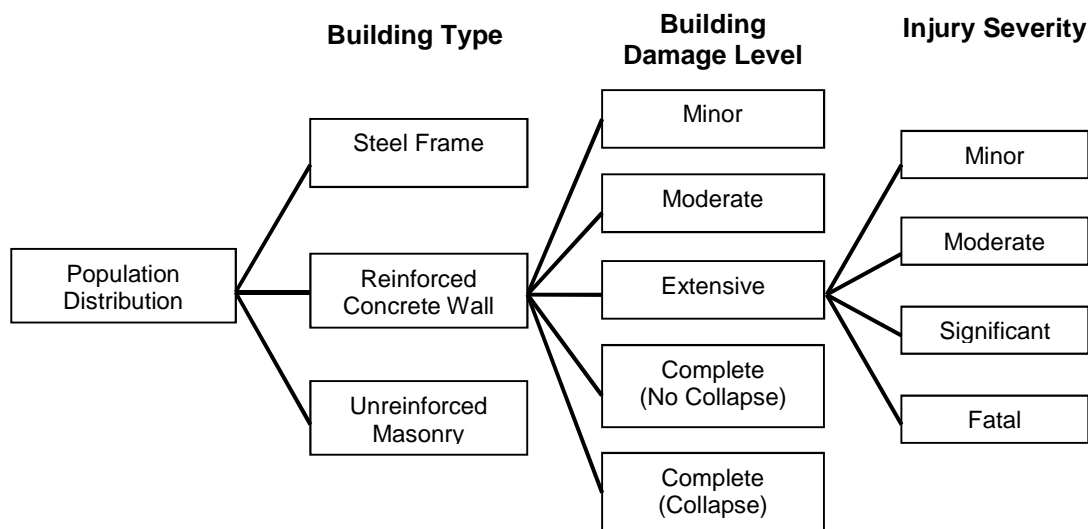 Building Type
Building
Damage Level
Injury Severity
Population
Distribution
Steel Frame
Reinforced
Concrete Wall
Unreinforced
Masonry
Minor
Moderate
Extensive
Complete
(No Collapse)
Complete
(Collapse)
Minor
Moderate
Significant
Fatal